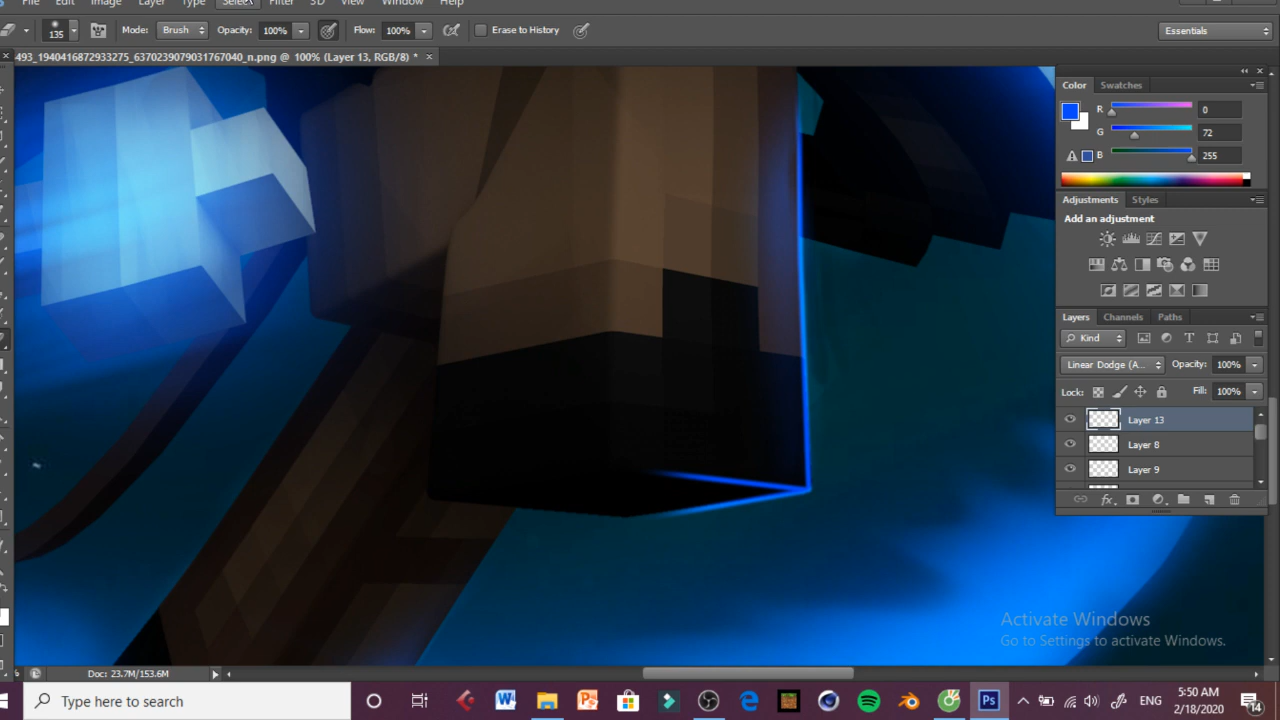 File Edit Image Layer Type Select Filter 3D View Window Help
135 Mode: Brush Opacity: 100% Flow: 100% Erase to History Essentials
493_1940416872933275_6370239079031767040_n.png @ 100% (Layer 13, RGB/8) *
Color Swatches
R 0
G 72
B 255
Adjustments Styles
Add an adjustment
Layers Channels Paths
Kind
Linear Dodge (A... Opacity: 100%
Lock: Fill: 100%
Layer 13
Layer 8
Layer 9
Activate Windows
Go to Settings to activate Windows.
% Doc: 23.7M/153.6M
Type here to search
ENG
5:50 AM
2/18/2020
14